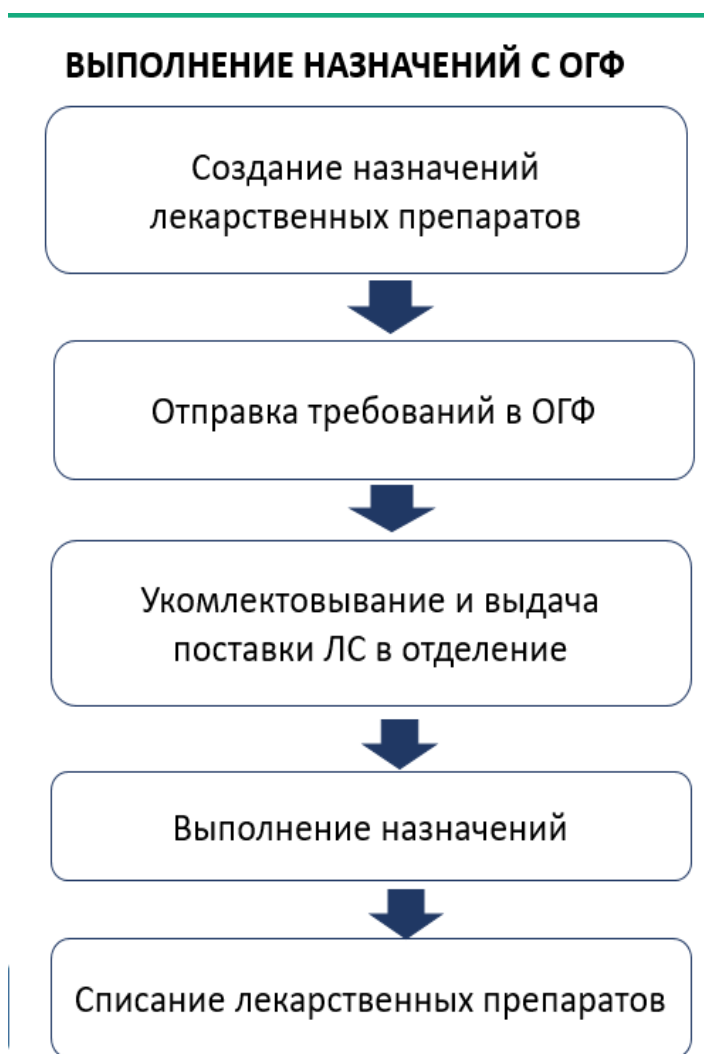 ВЫПОЛНЕНИЕ НАЗНАЧЕНИЙ С ОГФ
Создание назначений
лекарственных препаратов
Отправка требований в ОГФ
Укомлектовывание и выдача
поставки ЛС в отделение
Выполнение назначений
Списание лекарственных препаратов